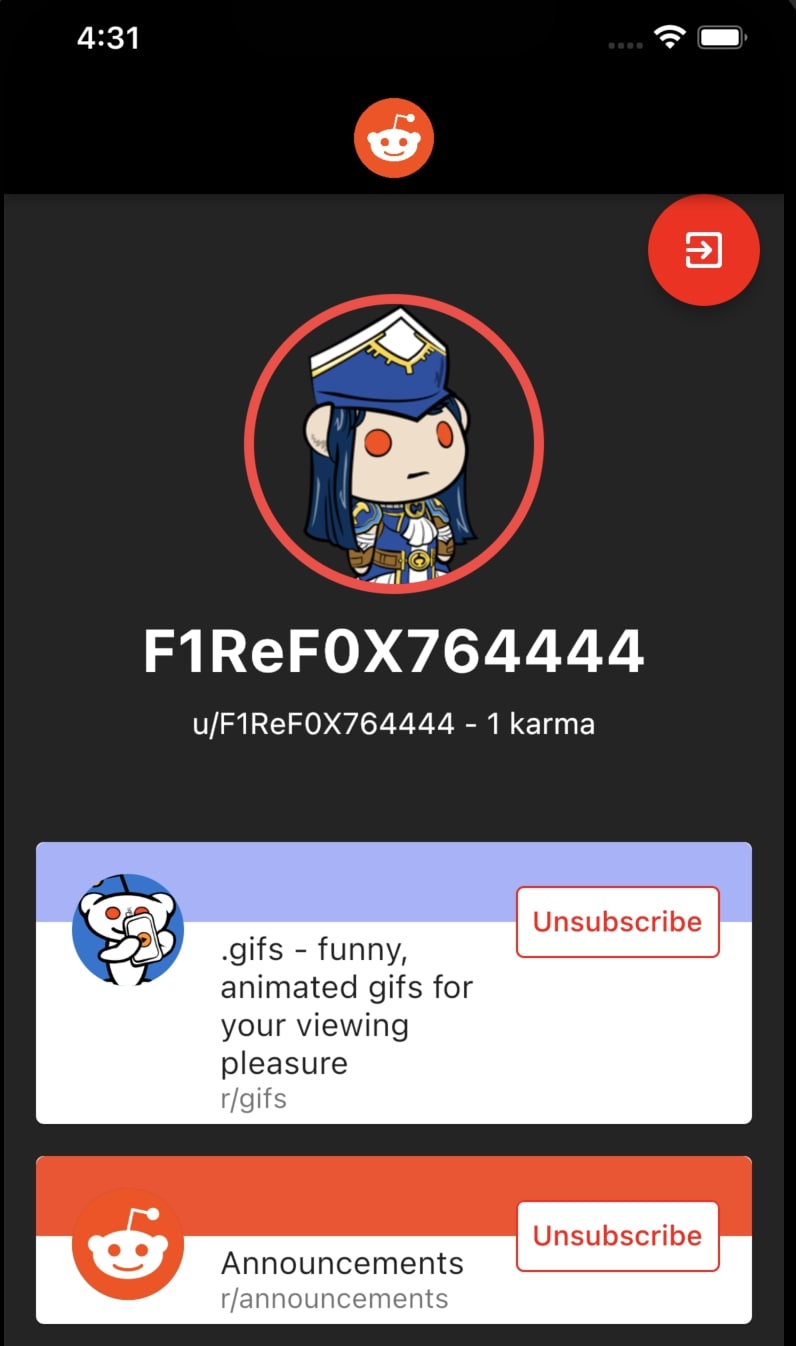 4:31
F1ReF0X764444
u/F1ReF0X764444 - 1 karma
Unsubscribe
.gifs - funny,
animated gifs for
your viewing
pleasure
r/gifs
Unsubscribe
Announcements
r/announcements